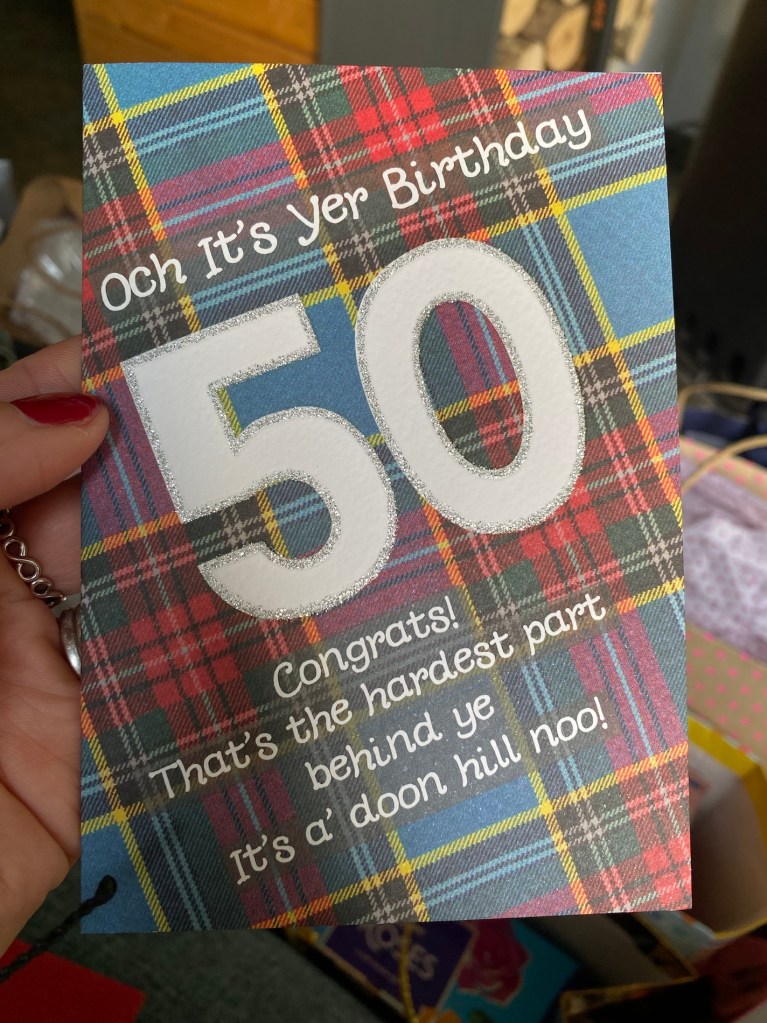 Och It's Yer Birthday
50
Congrats!
That's the hardest part
behind ye
It's a' doon hill noo!